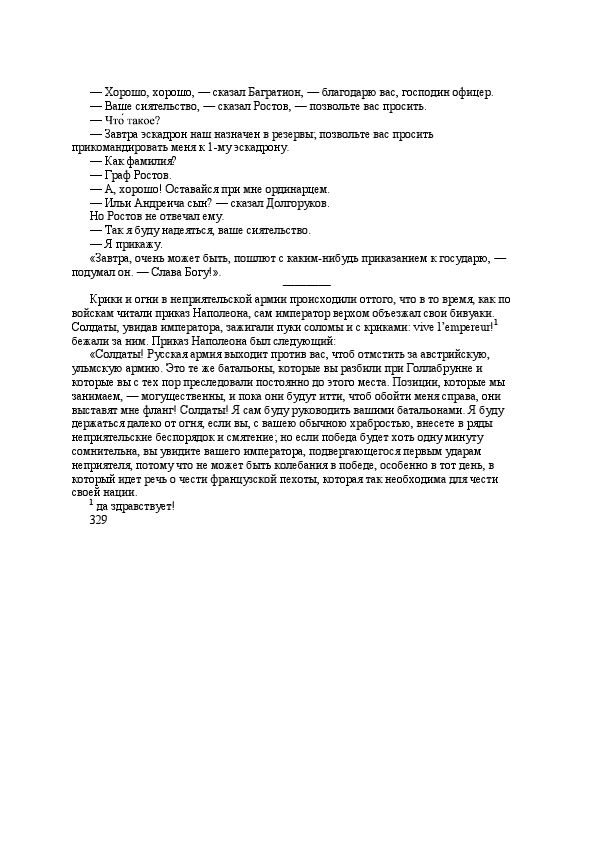 — Хорошо, хорошо, — сказал Багратион, — благодарю вас, господин офицер.
— Ваше сиятельство, — сказал Ростов, — позвольте вас просить.
— Что́ такое?
— Завтра эскадрон наш назначен в резервы; позвольте вас просить
прикомандировать меня к 1-му эскадрону.
— Как фамилия?
— Граф Ростов.
— А, хорошо! Оставайся при мне ординарцем.
— Ильи Андреича сын? — сказал Долгоруков.
Но Ростов не отвечал ему.
— Так я буду надеяться, ваше сиятельство.
— Я прикажу.
«Завтра, очень может быть, пошлют с каким-нибудь приказанием к государю, —
подумал он. — Слава Богу!».
Крики и огни в неприятельской армии происходили оттого, что в то время, как по
войскам читали приказ Наполеона, сам император верхом объезжал свои бивуаки.
Солдаты, увидав императора, зажигали пуки соломы и с криками: vive l’empereur!1
бежали за ним. Приказ Наполеона был следующий:
«Солдаты! Русская армия выходит против вас, чтоб отмстить за австрийскую,
ульмскую армию. Это те же батальоны, которые вы разбили при Голлабрунне и
которые вы с тех пор преследовали постоянно до этого места. Позиции, которые мы
занимаем, — могущественны, и пока они будут итти, чтоб обойти меня справа, они
выставят мне фланг! Солдаты! Я сам буду руководить вашими батальонами. Я буду
держаться далеко от огня, если вы, с вашею обычною храбростью, внесете в ряды
неприятельские беспорядок и смятение; но если победа будет хоть одну минуту
сомнительна, вы увидите вашего императора, подвергающегося первым ударам
неприятеля, потому что не может быть колебания в победе, особенно в тот день, в
который идет речь о чести французской пехоты, которая так необходима для чести
своей нации.
1 да здравствует!
329